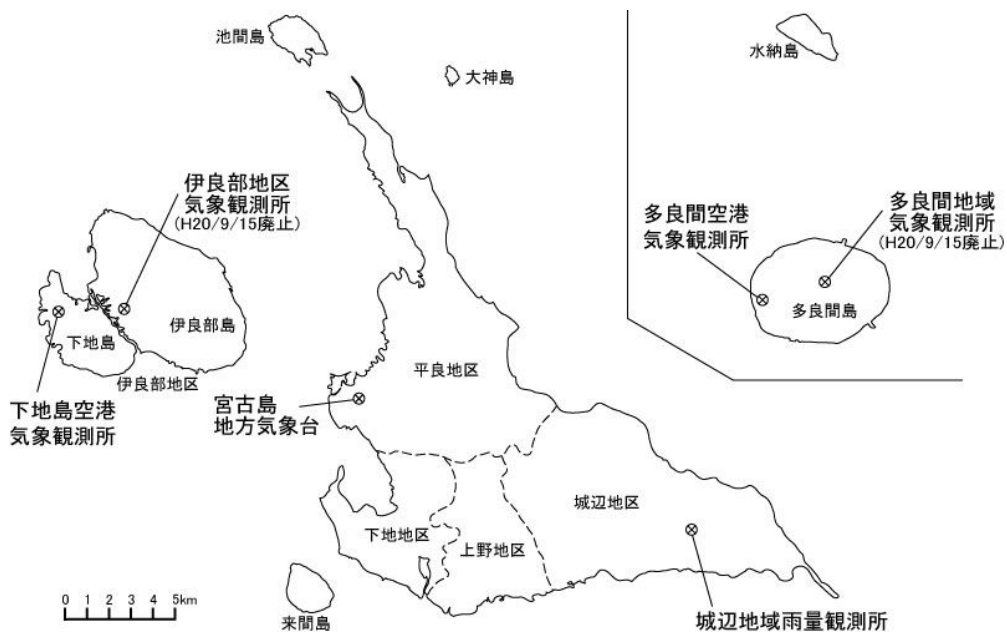 池間島
大神島
水納島
伊良部地区
気象観測所
(H20/9/15廃止)
多良間空港
気象観測所
多良間地域
気象観測所
(H20/9/15廃止)
多良間島
伊良部島
下地島
伊良部地区
平良地区
下地島空港
気象観測所
宮古島
地方気象台
城辺地区
下地地区
上野地区
0 1 2 3 4 5km
来間島
城辺地域雨量観測所